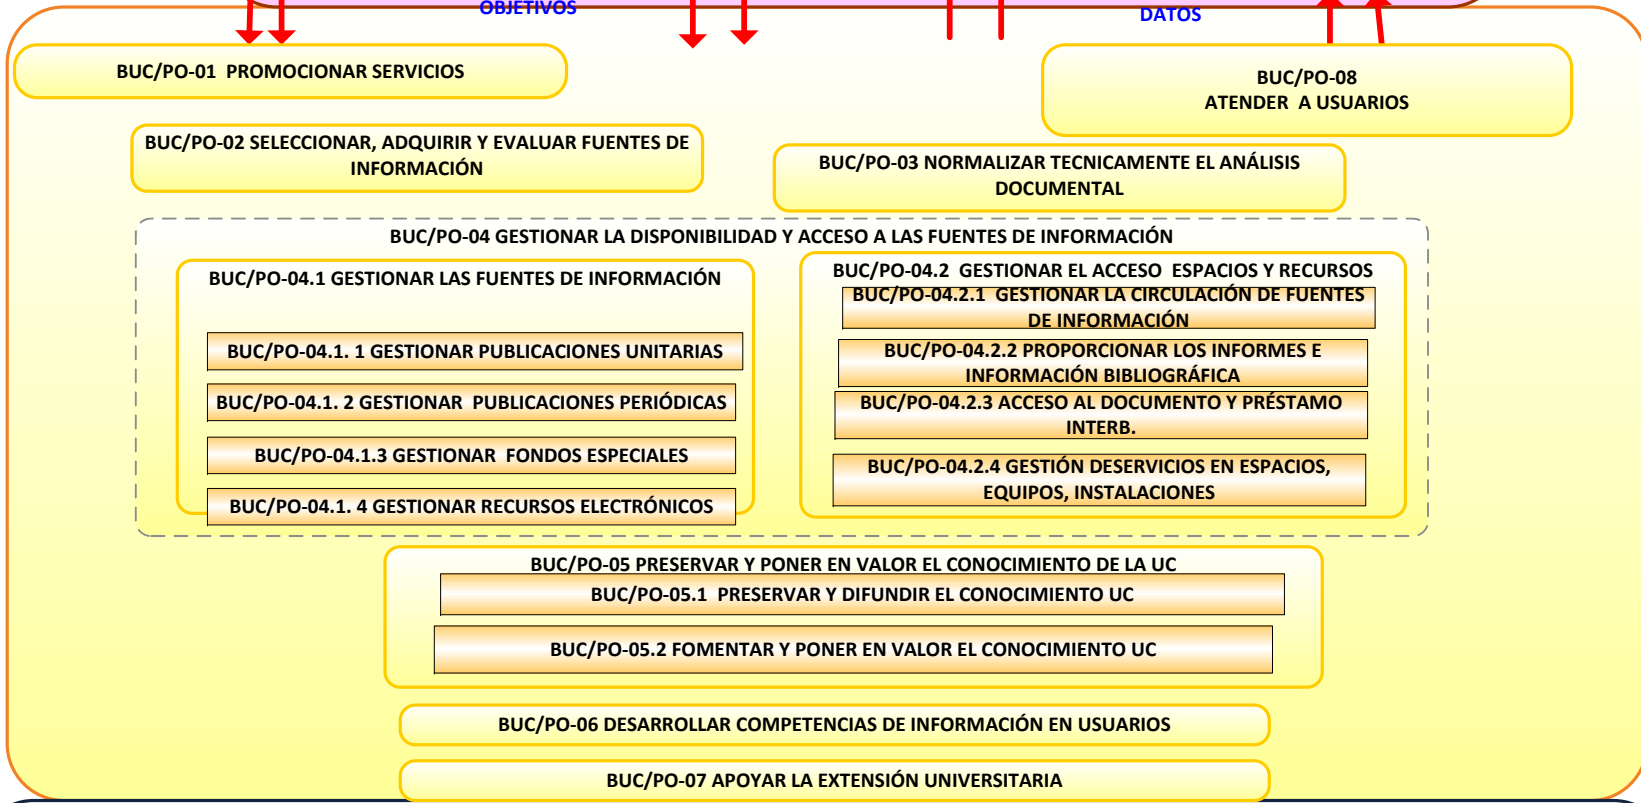 OBJETIVOS
DATOS
BUC/PO-01 PROMOCIONAR SERVICIOS
BUC/PO-08
ATENDER A USUARIOS
BUC/PO-02 SELECCIONAR, ADQUIRIR Y EVALUAR FUENTES DE
INFORMACIÓN
BUC/PO-03 NORMALIZAR TECNICAMENTE EL ANÁLISIS
DOCUMENTAL
BUC/PO-04 GESTIONAR LA DISPONIBILIDAD Y ACCESO A LAS FUENTES DE INFORMACIÓN
BUC/PO-04.1 GESTIONAR LAS FUENTES DE INFORMACIÓN
BUC/PO-04.1. 1 GESTIONAR PUBLICACIONES UNITARIAS
BUC/PO-04.1. 2 GESTIONAR PUBLICACIONES PERIÓDICAS
BUC/PO-04.1.3 GESTIONAR FONDOS ESPECIALES
BUC/PO-04.1. 4 GESTIONAR RECURSOS ELECTRÓNICOS
BUC/PO-04.2 GESTIONAR EL ACCESO ESPACIOS Y RECURSOS
BUC/PO-04.2.1 GESTIONAR LA CIRCULACIÓN DE FUENTES
DE INFORMACIÓN
BUC/PO-04.2.2 PROPORCIONAR LOS INFORMES E
INFORMACIÓN BIBLIOGRÁFICA
BUC/PO-04.2.3 ACCESO AL DOCUMENTO Y PRÉSTAMO
INTERB.
BUC/PO-04.2.4 GESTIÓN DESERVICIOS EN ESPACIOS,
EQUIPOS, INSTALACIONES
BUC/PO-05 PRESERVAR Y PONER EN VALOR EL CONOCIMIENTO DE LA UC
BUC/PO-05.1 PRESERVAR Y DIFUNDIR EL CONOCIMIENTO UC
BUC/PO-05.2 FOMENTAR Y PONER EN VALOR EL CONOCIMIENTO UC
BUC/PO-06 DESARROLLAR COMPETENCIAS DE INFORMACIÓN EN USUARIOS
BUC/PO-07 APOYAR LA EXTENSIÓN UNIVERSITARIA